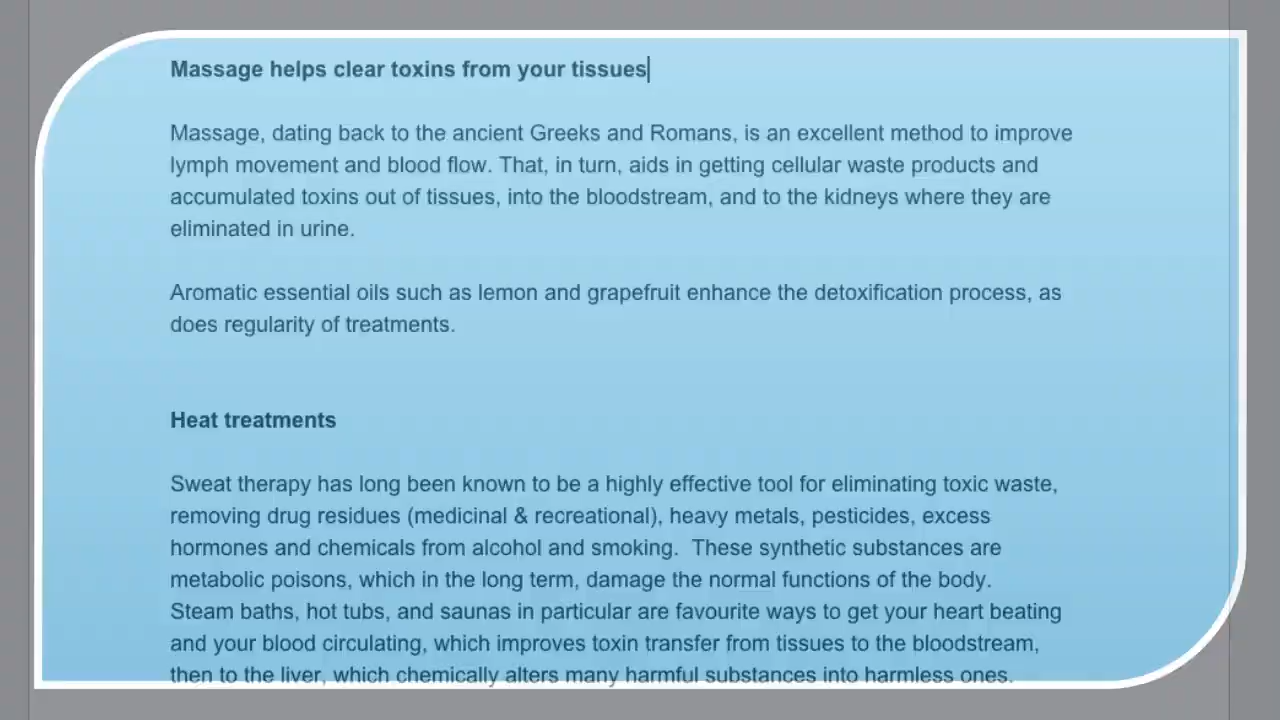 Massage helps clear toxins from your tissues
Massage, dating back to the ancient Greeks and Romans, is an excellent method to improve
lymph movement and blood flow. That, in turn, aids in getting cellular waste products and
accumulated toxins out of tissues, into the bloodstream, and to the kidneys where they are
eliminated in urine.
Aromatic essential oils such as lemon and grapefruit enhance the detoxification process, as
does regularity of treatments.
Heat treatments
Sweat therapy has long been known to be a highly effective tool for eliminating toxic waste,
removing drug residues (medicinal & recreational), heavy metals, pesticides, excess
hormones and chemicals from alcohol and smoking.  These synthetic substances are
metabolic poisons, which in the long term, damage the normal functions of the body.
Steam baths, hot tubs, and saunas in particular are favourite ways to get your heart beating
and your blood circulating, which improves toxin transfer from tissues to the bloodstream,
then to the liver, which chemically alters many harmful substances into harmless ones.